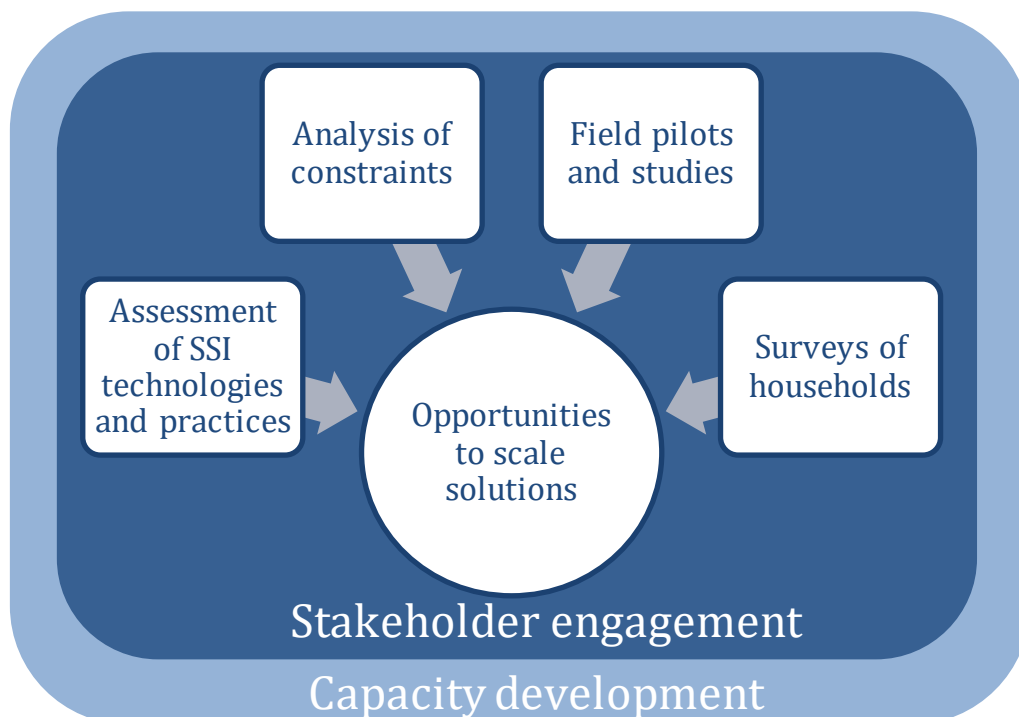 Analysis of
constraints
Field pilots
and studies
Assessment
of SSI
technologies
and practices
Surveys of
households
Opportunities
to scale
solutions
Stakeholder engagement
Capacity development